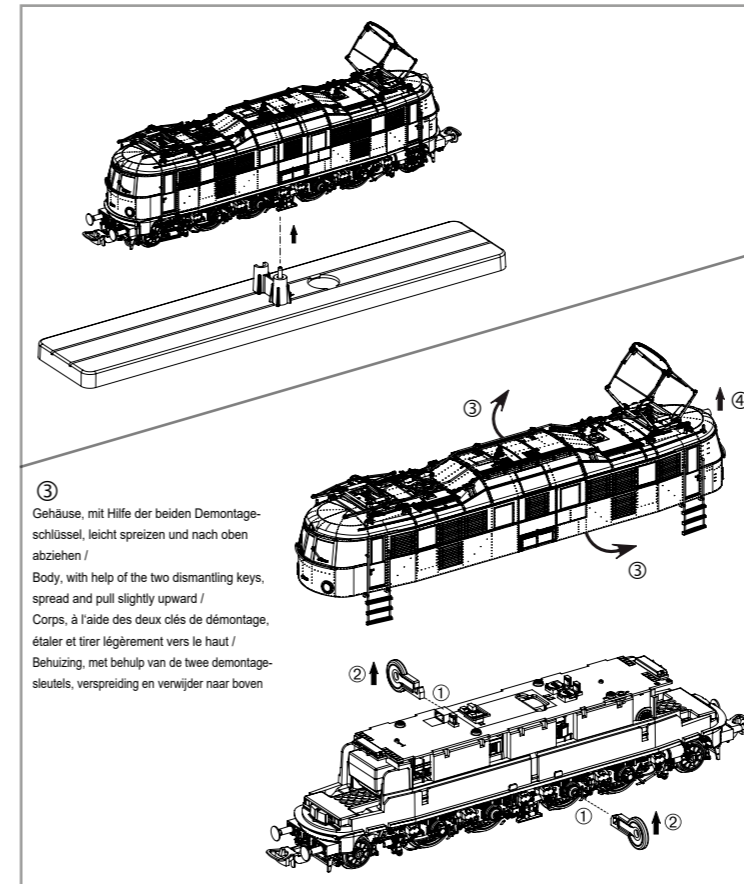 ③
④
③
Gehäuse, mit Hilfe der beiden Demontage-
schlüssel, leicht spreizen und nach oben
abziehen /
Body, with help of the two dismantling keys,
spread and pull slightly upward /
Corps, à l'aide des deux clés de démontage,
étaler et tirer légèrement vers le haut /
Behuizing, met behulp van de twee demontage-
sleutels, verspreiding en verwijder naar boven
③
②
①
①
②